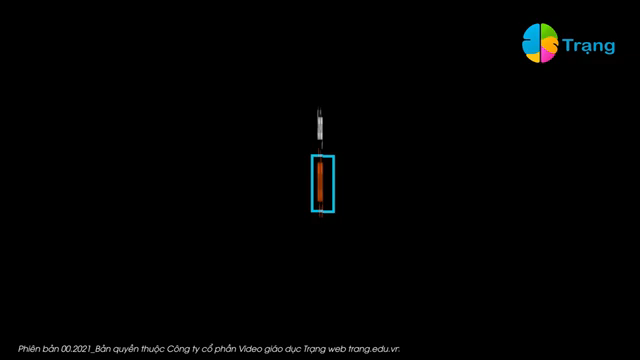 Trạng
Phiên bản 00.2021_Bản quyền thuộc Công ty cổ phần Video giáo dục Trạng web trang.edu.vn